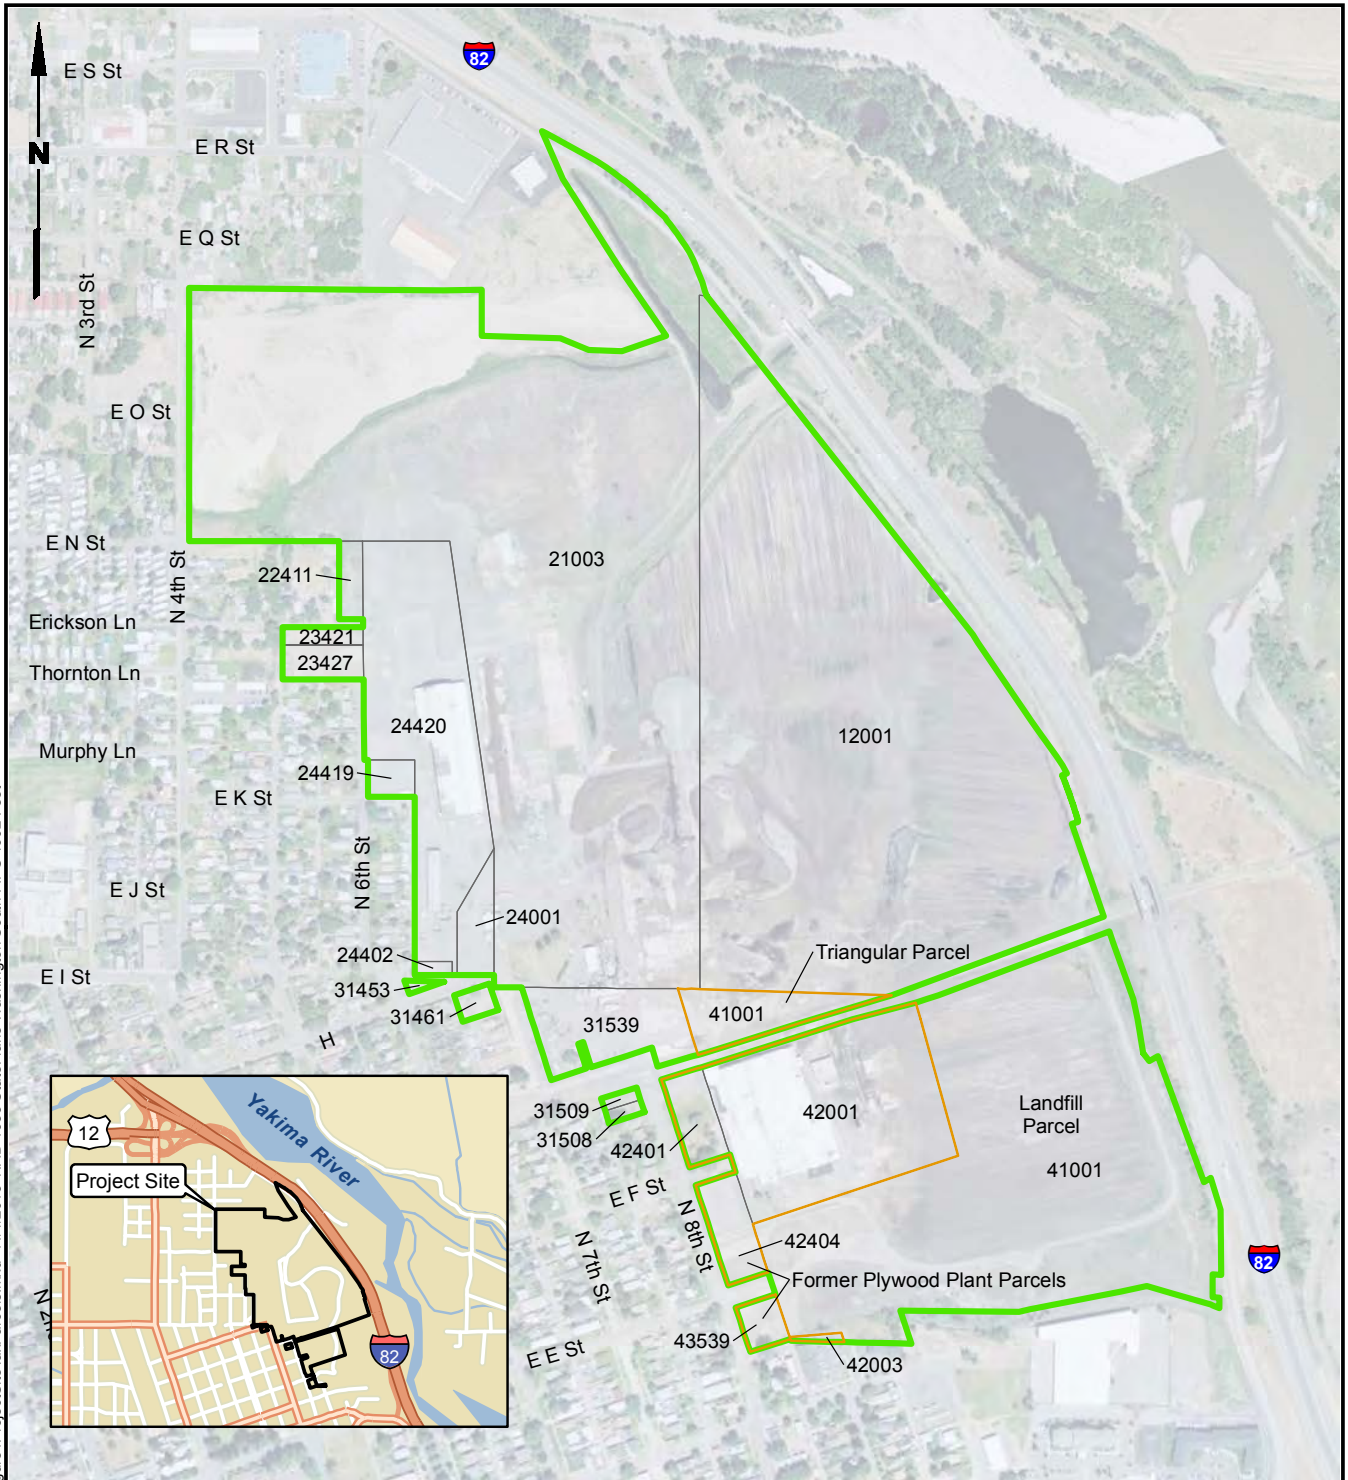 82
E S St
E R St
N
E Q St
N 3rd St
E O St
E N St
N 4th St
22411
21003
Erickson Ln
23421
Thornton Ln
23427
24420
12001
Murphy Ln
24419
E K St
N 6th St
E J St
24001
24402
Triangular Parcel
E I St
31453
41001
31461
31539
H
31509
42001
Landfill
Parcel
31508
42401
41001
E F St
N 8th St
42404
N 7th St
Former Plywood Plant Parcels
82
43539
E E St
42003
12
Yakima River
Project Site
82